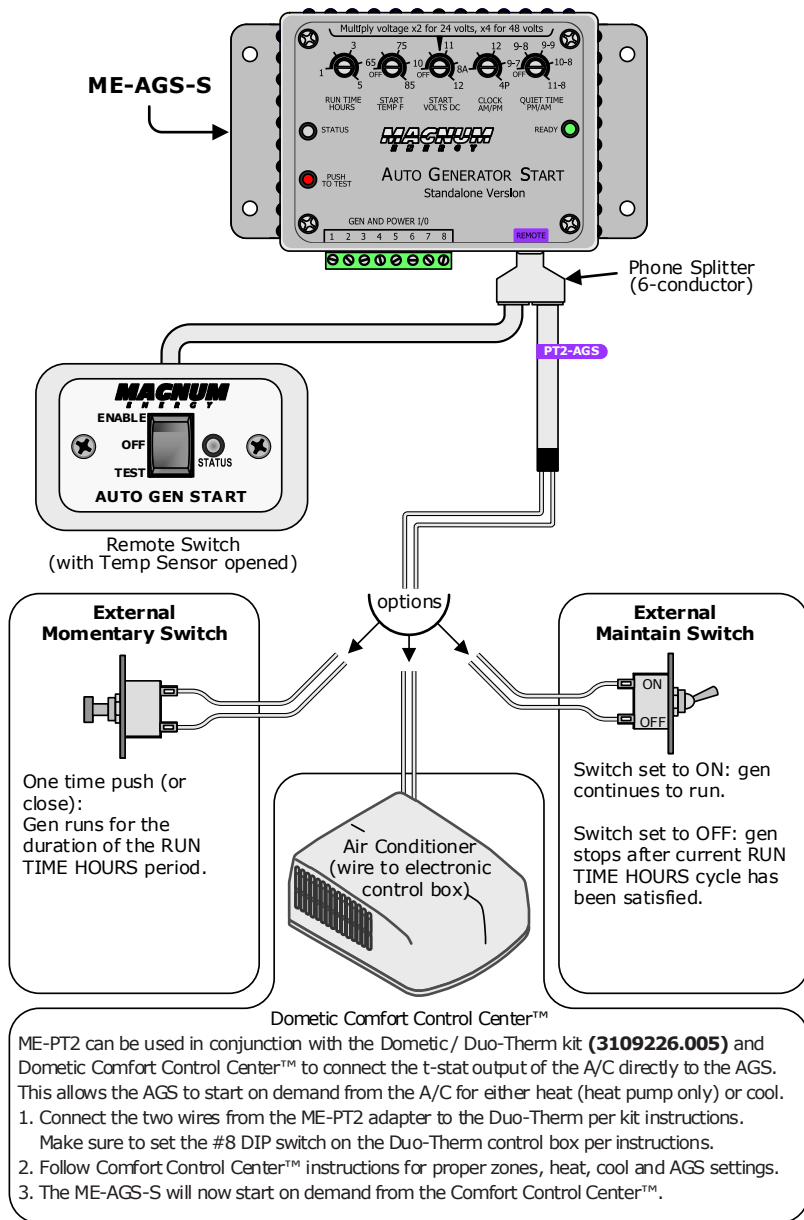 Multiply voltage x2 for 24 volts, x4 for 48 volts
3 75 11 12 9-8 9-9
1 65 10 8A 9-7 10-8
OFF OFF OFF
5 85 12 4P 11-8
RUN TIME HOURS
START TEMP F
START VOLTS DC
CLOCK AM/PM
QUIET TIME PM/AM
ME-AGS-S
STATUS
READY
MAGNUM
ENERGY
PUSH TO TEST
AUTO GENERATOR START
Standalone Version
GEN AND POWER I/0
1 2 3 4 5 6 7 8
REMOTE
Phone Splitter
(6-conductor)
PT2-AGS
MAGNUM
ENERGY
ENABLE
OFF
TEST
STATUS
AUTO GEN START
Remote Switch
(with Temp Sensor opened)
options
External
Momentary Switch
One time push (or
close):
Gen runs for the
duration of the RUN
TIME HOURS period.
External
Maintain Switch
ON
OFF
Switch set to ON: gen
continues to run.
Switch set to OFF: gen
stops after current RUN
TIME HOURS cycle has
been satisfied.
Air Conditioner
(wire to electronic
control box)
Dometic Comfort Control Center™
ME-PT2 can be used in conjunction with the Dometic / Duo-Therm kit (3109226.005) and
Dometic Comfort Control Center™ to connect the t-stat output of the A/C directly to the AGS.
This allows the AGS to start on demand from the A/C for either heat (heat pump only) or cool.
1. Connect the two wires from the ME-PT2 adapter to the Duo-Therm per kit instructions.
Make sure to set the #8 DIP switch on the Duo-Therm control box per instructions.
2. Follow Comfort Control Center™ instructions for proper zones, heat, cool and AGS settings.
3. The ME-AGS-S will now start on demand from the Comfort Control Center™.